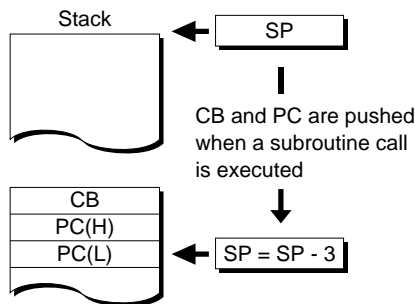 Stack
SP
CB and PC are pushed
when a subroutine call
is executed
CB
PC(H)
PC(L)
SP = SP - 3